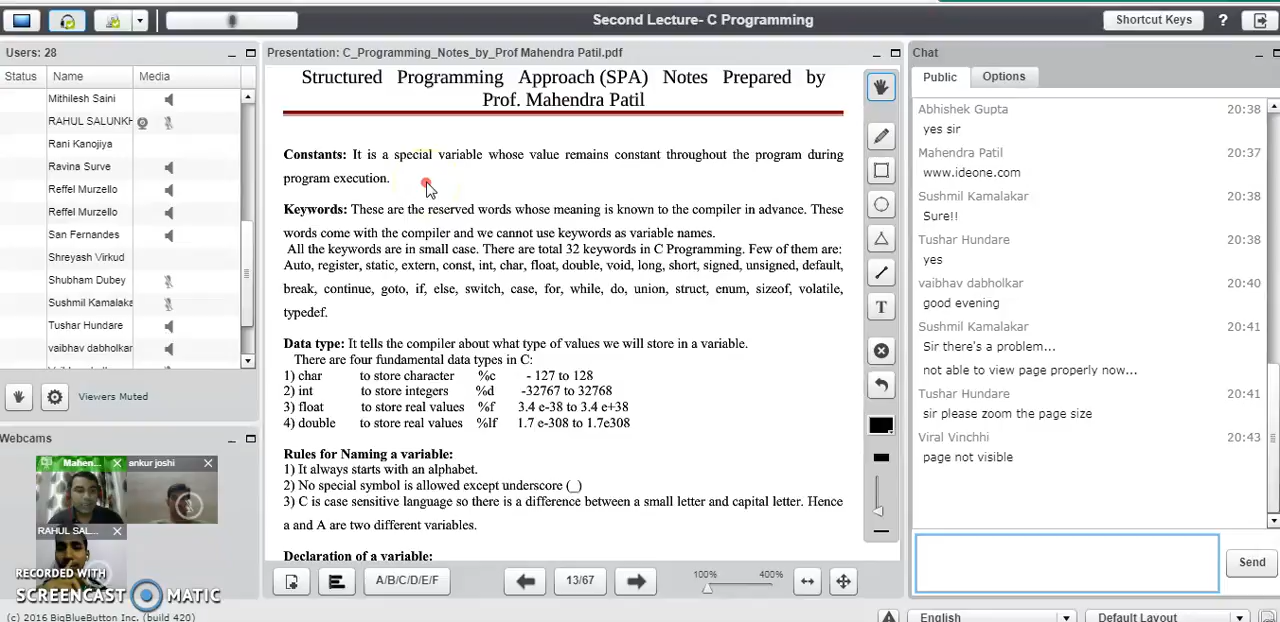 Second Lecture- C Programming
Shortcut Keys
?
Users: 28
Status Name Media
Mithilesh Saini
RAHUL SALUNKH
Rani Kanojiya
Ravina Surve
Reffel Murzello
Reffel Murzello
San Fernandes
Shreyash Virkud
Shubham Dubey
Sushmil Kamalaka
Tushar Hundare
vaibhav dabholkar
Viewers Muted
Webcams
Mahen...
ankur joshi
RAHUL SAL...
RECORDED WITH
SCREENCAST MATIC
(c) 2016 BigBlueButton Inc. (build 420)
Presentation: C_Programming_Notes_by_Prof Mahendra Patil.pdf
Structured Programming Approach (SPA) Notes Prepared by
Prof. Mahendra Patil
Constants: It is a special variable whose value remains constant throughout the program during
program execution.
Keywords: These are the reserved words whose meaning is known to the compiler in advance. These
words come with the compiler and we cannot use keywords as variable names.
All the keywords are in small case. There are total 32 keywords in C Programming. Few of them are:
Auto, register, static, extern, const, int, char, float, double, void, long, short, signed, unsigned, default,
break, continue, goto, if, else, switch, case, for, while, do, union, struct, enum, sizeof, volatile,
typedef.
Data type: It tells the compiler about what type of values we will store in a variable.
There are four fundamental data types in C:
1) char to store character %c - 127 to 128
2) int to store integers %d -32767 to 32768
3) float to store real values %f 3.4 e-38 to 3.4 e+38
4) double to store real values %lf 1.7 e-308 to 1.7e308
Rules for Naming a variable:
1) It always starts with an alphabet.
2) No special symbol is allowed except underscore (_)
3) C is case sensitive language so there is a difference between a small letter and capital letter. Hence
a and A are two different variables.
Declaration of a variable:
T
A/B/C/D/E/F
13/67
100% 400%
Chat
Public Options
Abhishek Gupta 20:38
yes sir
Mahendra Patil 20:37
www.ideone.com
Sushmil Kamalakar 20:38
Sure!!
Tushar Hundare 20:38
yes
vaibhav dabholkar 20:40
good evening
Sushmil Kamalakar 20:41
Sir there's a problem...
not able to view page properly now...
Tushar Hundare 20:41
sir please zoom the page size
Viral Vinchhi 20:43
page not visible
Send
English
Default Layout